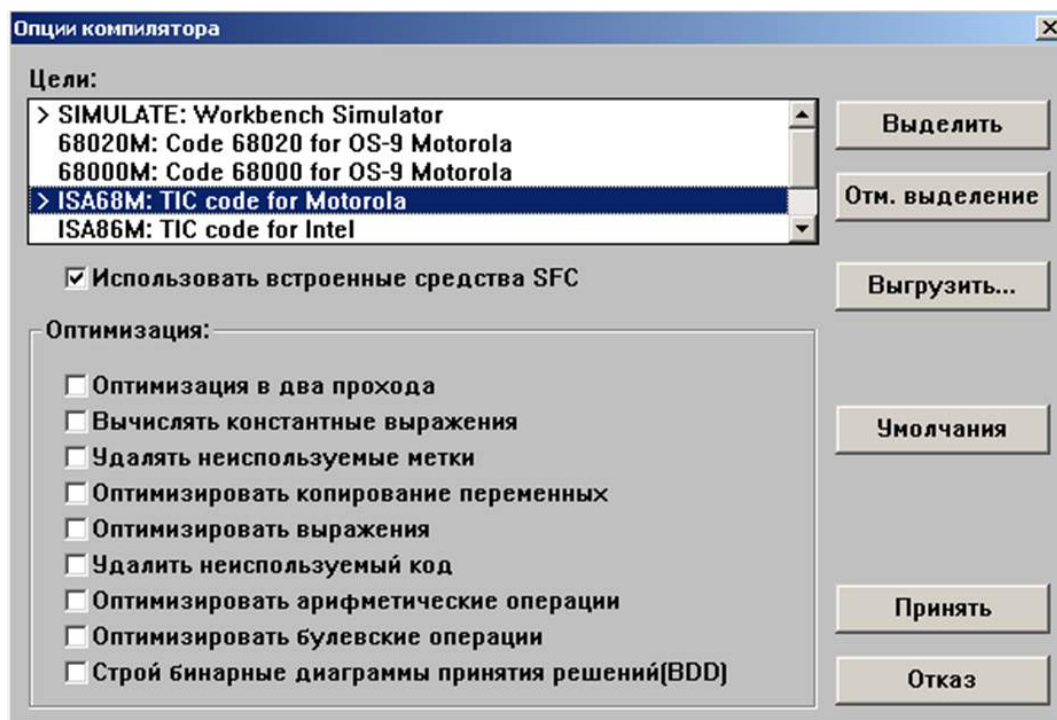 Опции компилятора
Цели:
> SIMULATE: Workbench Simulator
68020M: Code 68020 for OS-9 Motorola
68000M: Code 68000 for OS-9 Motorola
> ISA68M: TIC code for Motorola
ISA86M: TIC code for Intel
Выделить
Отм. выделение
Использовать встроенные средства SFC
Выгрузить...
Оптимизация:
Оптимизация в два прохода
Вычислять константные выражения
Умолчания
Удалять неиспользуемые метки
Оптимизировать копирование переменных
Оптимизировать выражения
Удалить неиспользуемый код
Оптимизировать арифметические операции
Принять
Оптимизировать булевские операции
Строй бинарные диаграммы принятия решений(BDD)
Отказ